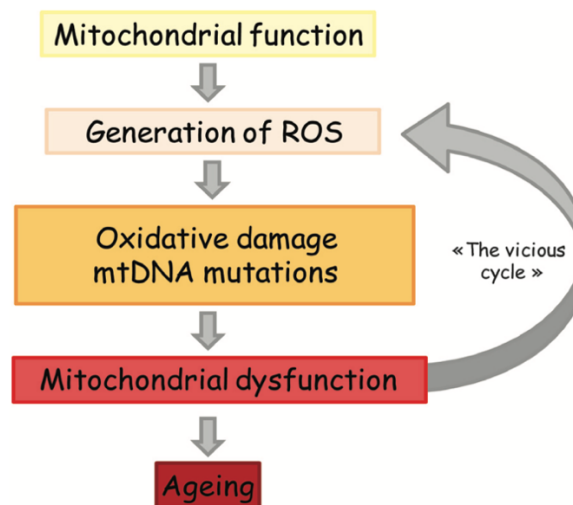 Mitochondrial function
Generation of ROS
Oxidative damage
mtDNA mutations
« The vicious
cycle »
Mitochondrial dysfunction
Ageing